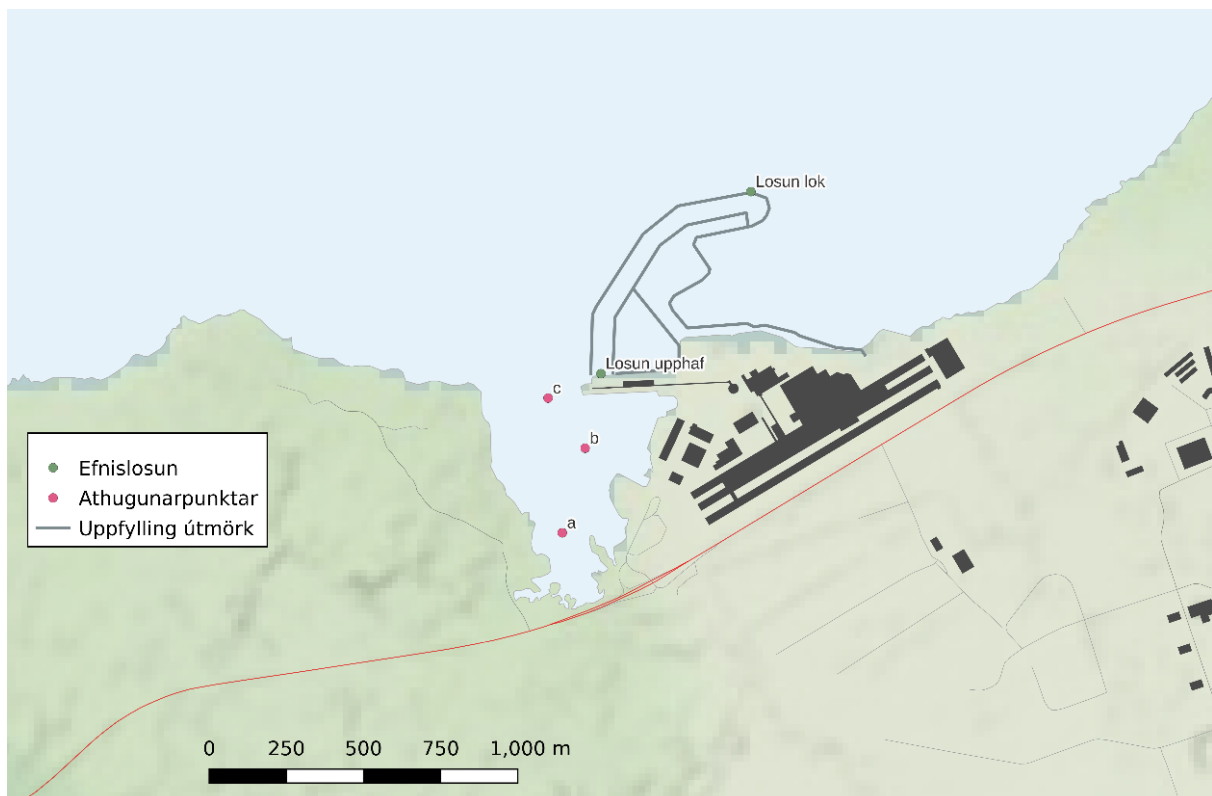 Losun lok
Losun upphaf
c
b
a
Efnislosun
Athugunarpunktar
Uppfylling útmörk
0 250 500 750 1,000 m